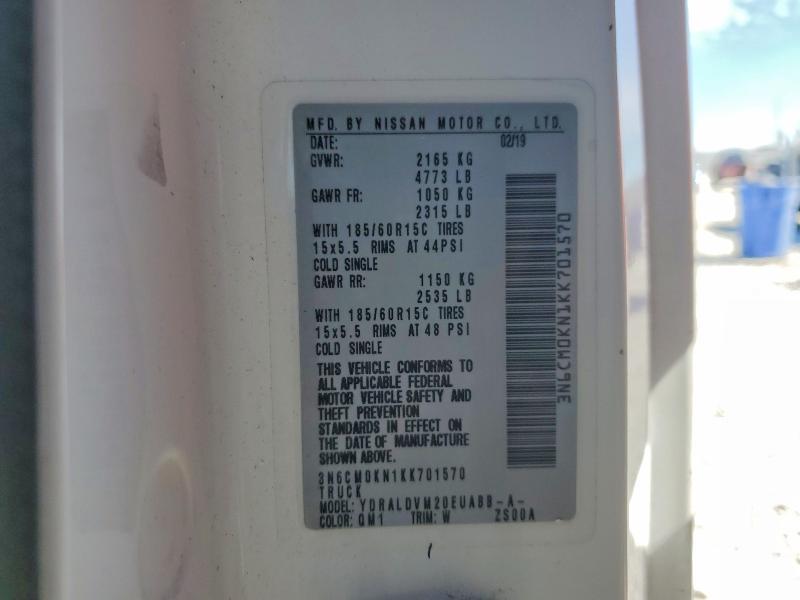 MFD. BY NISSAN MOTOR CO., LTD.
DATE: 02/19
GVWR: 2165 KG
4773 LB
GAWR FR: 1050 KG
2315 LB
WITH 185/60R15C TIRES
15x5.5 RIMS AT 44PSI
COLD SINGLE
GAWR RR: 1150 KG
2535 LB
WITH 185/60R15C TIRES
15x5.5 RIMS AT 48 PSI
COLD SINGLE
THIS VEHICLE CONFORMS TO
ALL APPLICABLE FEDERAL
MOTOR VEHICLE SAFETY AND
THEFT PREVENTION
STANDARDS IN EFFECT ON
THE DATE OF MANUFACTURE
SHOWN ABOVE.
3N6CM0KN1KK701570
TRUCK
MODEL: YDRALDVM20EUABB-A-
COLOR: QM1 TRIM: W ZS00A
3N6CM0KN1KK701570